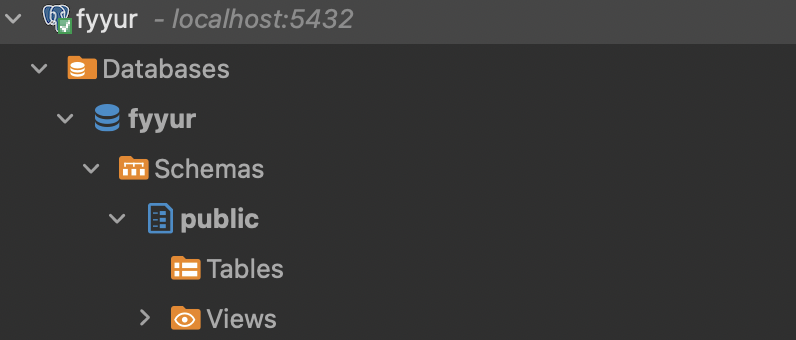 fyyur - localhost:5432
Databases
fyyur
Schemas
public
Tables
Views